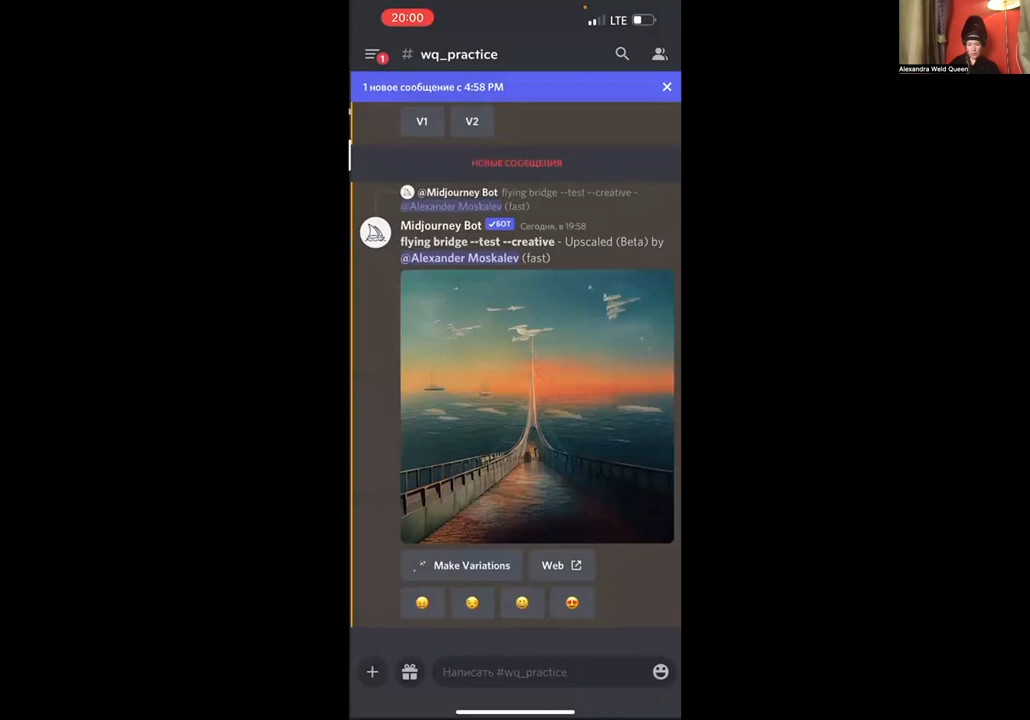 20:00
LTE
1
# wq_practice
1 новое сообщение с 4:58 PM
V1
V2
НОВЫЕ СООБЩЕНИЯ
@Midjourney Bot flying bridge --test --creative -
@Alexander Moskalev (fast)
Midjourney Bot ✓БОТ Сегодня, в 19:58
flying bridge --test --creative - Upscaled (Beta) by
@Alexander Moskalev (fast)
Make Variations
Web
Написать #wq_practice
Alexandra Weld Queen